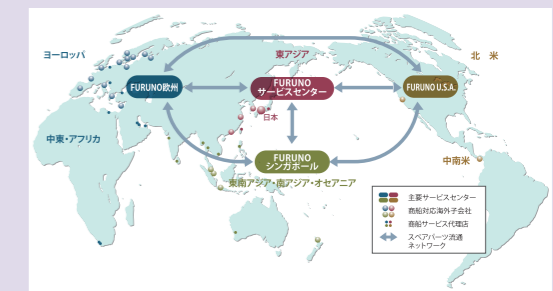 ヨーロッパ
東アジア
北 米
FURUNO欧州
FURUNO
サービスセンター
FURUNO U.S.A.
日本
中東・アフリカ
FURUNO
シンガポール
中南米
東南アジア・南アジア・オセアニア
主要サービスセンター
商船対応海外子会社
商船サービス代理店
スペアパーツ流通
ネットワーク